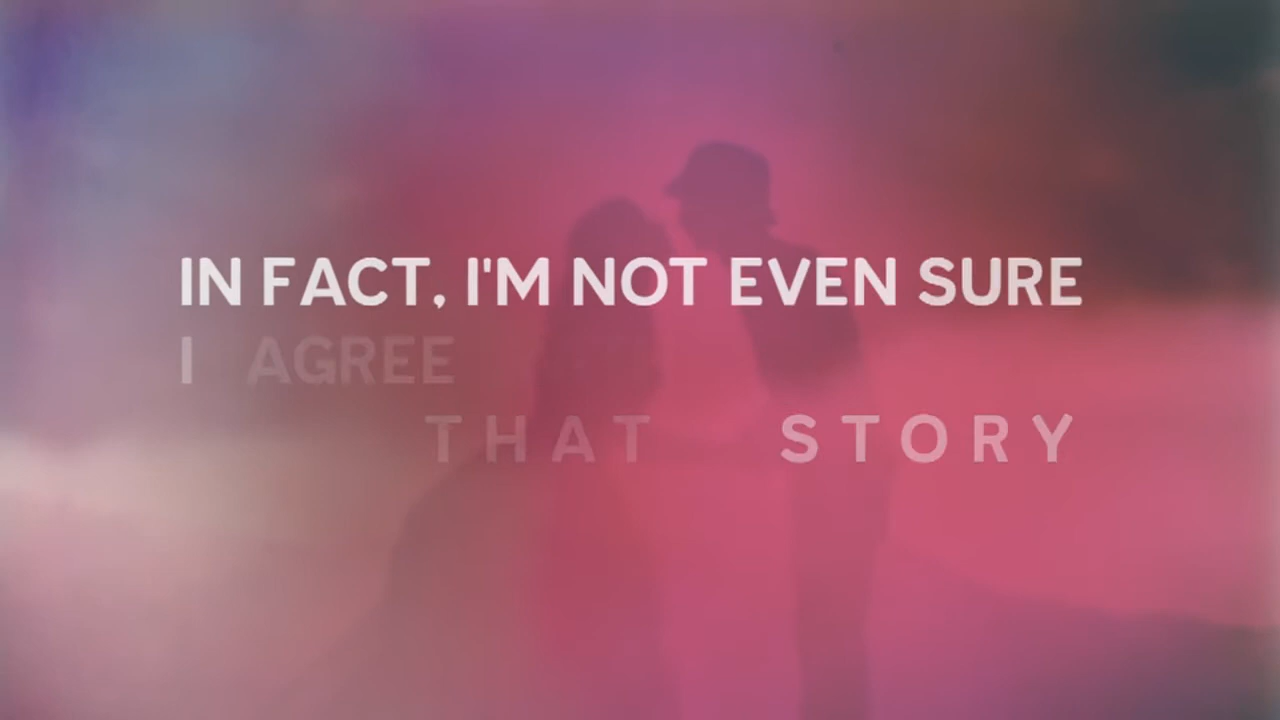 IN FACT, I'M NOT EVEN SURE
I AGREE
THAT STORY